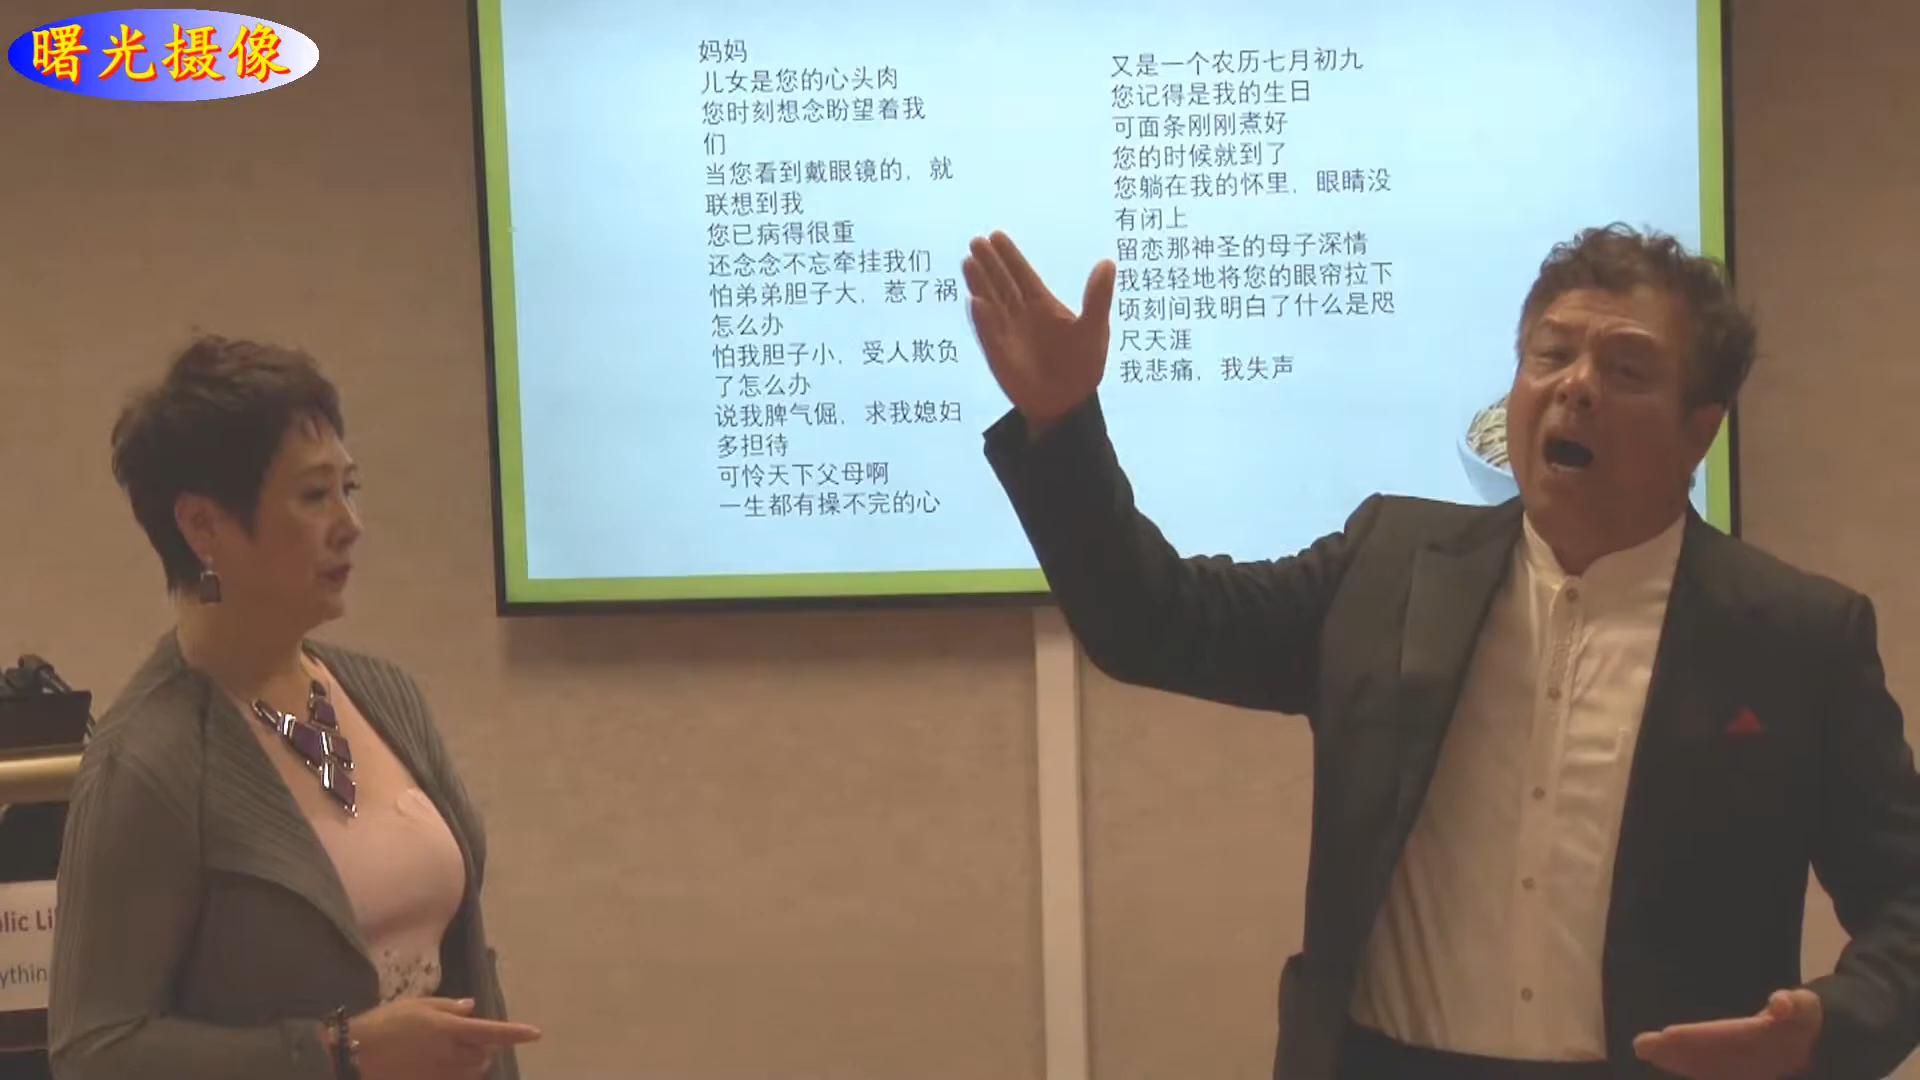 曙光摄像
妈妈
儿女是您的心头肉
您时刻想念盼望着我
们
当您看到戴眼镜的，就
联想到我
您已病得很重
还念念不忘牵挂我们
怕弟弟胆子大，惹了祸
怎么办
怕我胆子小，受人欺负
了怎么办
说我脾气倔，求我媳妇
多担待
可怜天下父母啊
一生都有操不完的心
又是一个农历七月初九
您记得是我的生日
可面条刚刚煮好
您的时候就到了
您躺在我的怀里，眼睛没
有闭上
留恋那神圣的母子深情
我轻轻地将您的眼帘拉下
顷刻间我明白了什么是咫
尺天涯
我悲痛，我失声